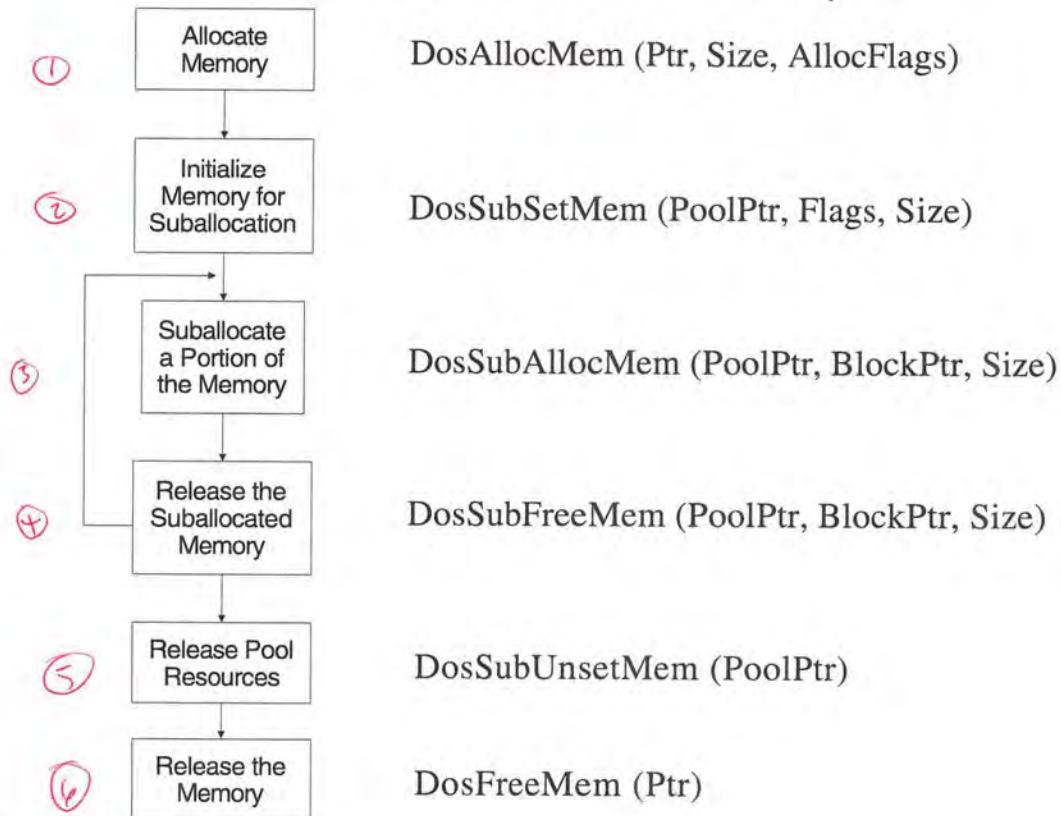 ①
Allocate
Memory
DosAllocMem (Ptr, Size, AllocFlags)
②
Initialize
Memory for
Suballocation
DosSubSetMem (PoolPtr, Flags, Size)
③
Suballocate
a Portion of
the Memory
DosSubAllocMem (PoolPtr, BlockPtr, Size)
④
Release the
Suballocated
Memory
DosSubFreeMem (PoolPtr, BlockPtr, Size)
⑤
Release Pool
Resources
DosSubUnsetMem (PoolPtr)
⑥
Release the
Memory
DosFreeMem (Ptr)